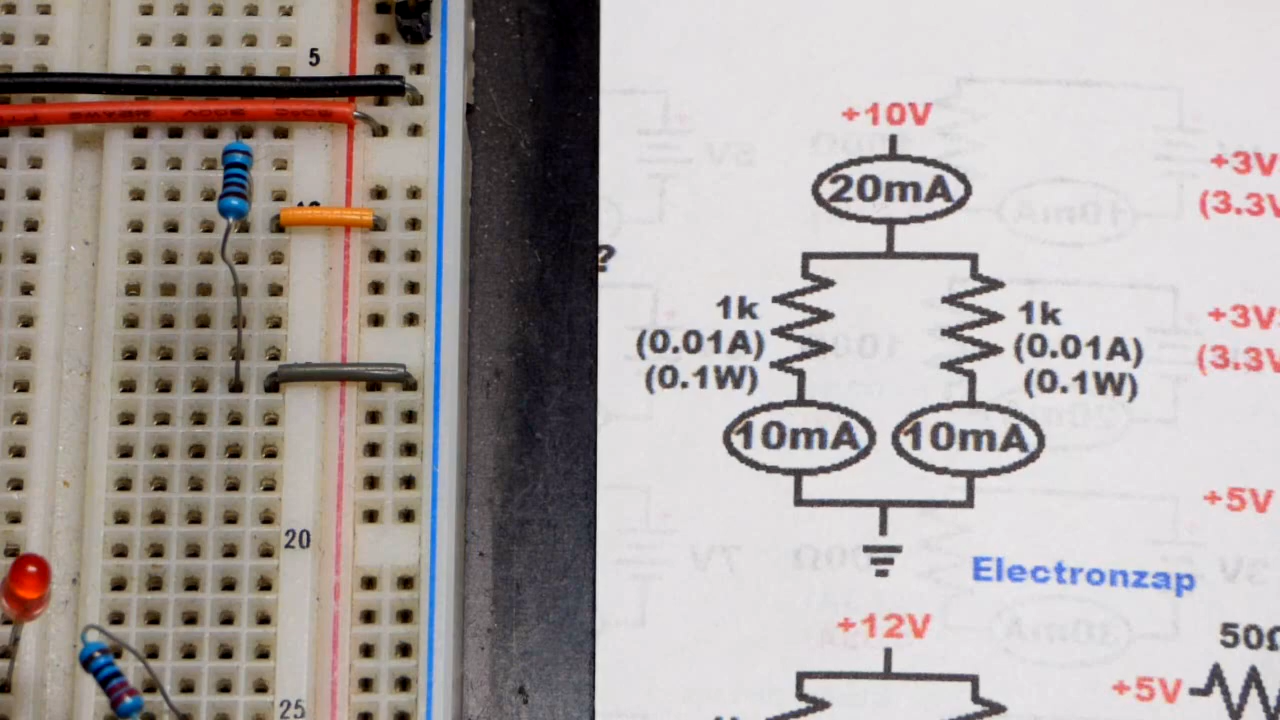 5
20
25
+10V
20mA
?
1k
(0.01A)
(0.1W)
1k
(0.01A)
(0.1W)
10mA
10mA
Electronzap
+12V
+3V
(3.3V
+3V
(3.3V
+5V
50Ω
+5V